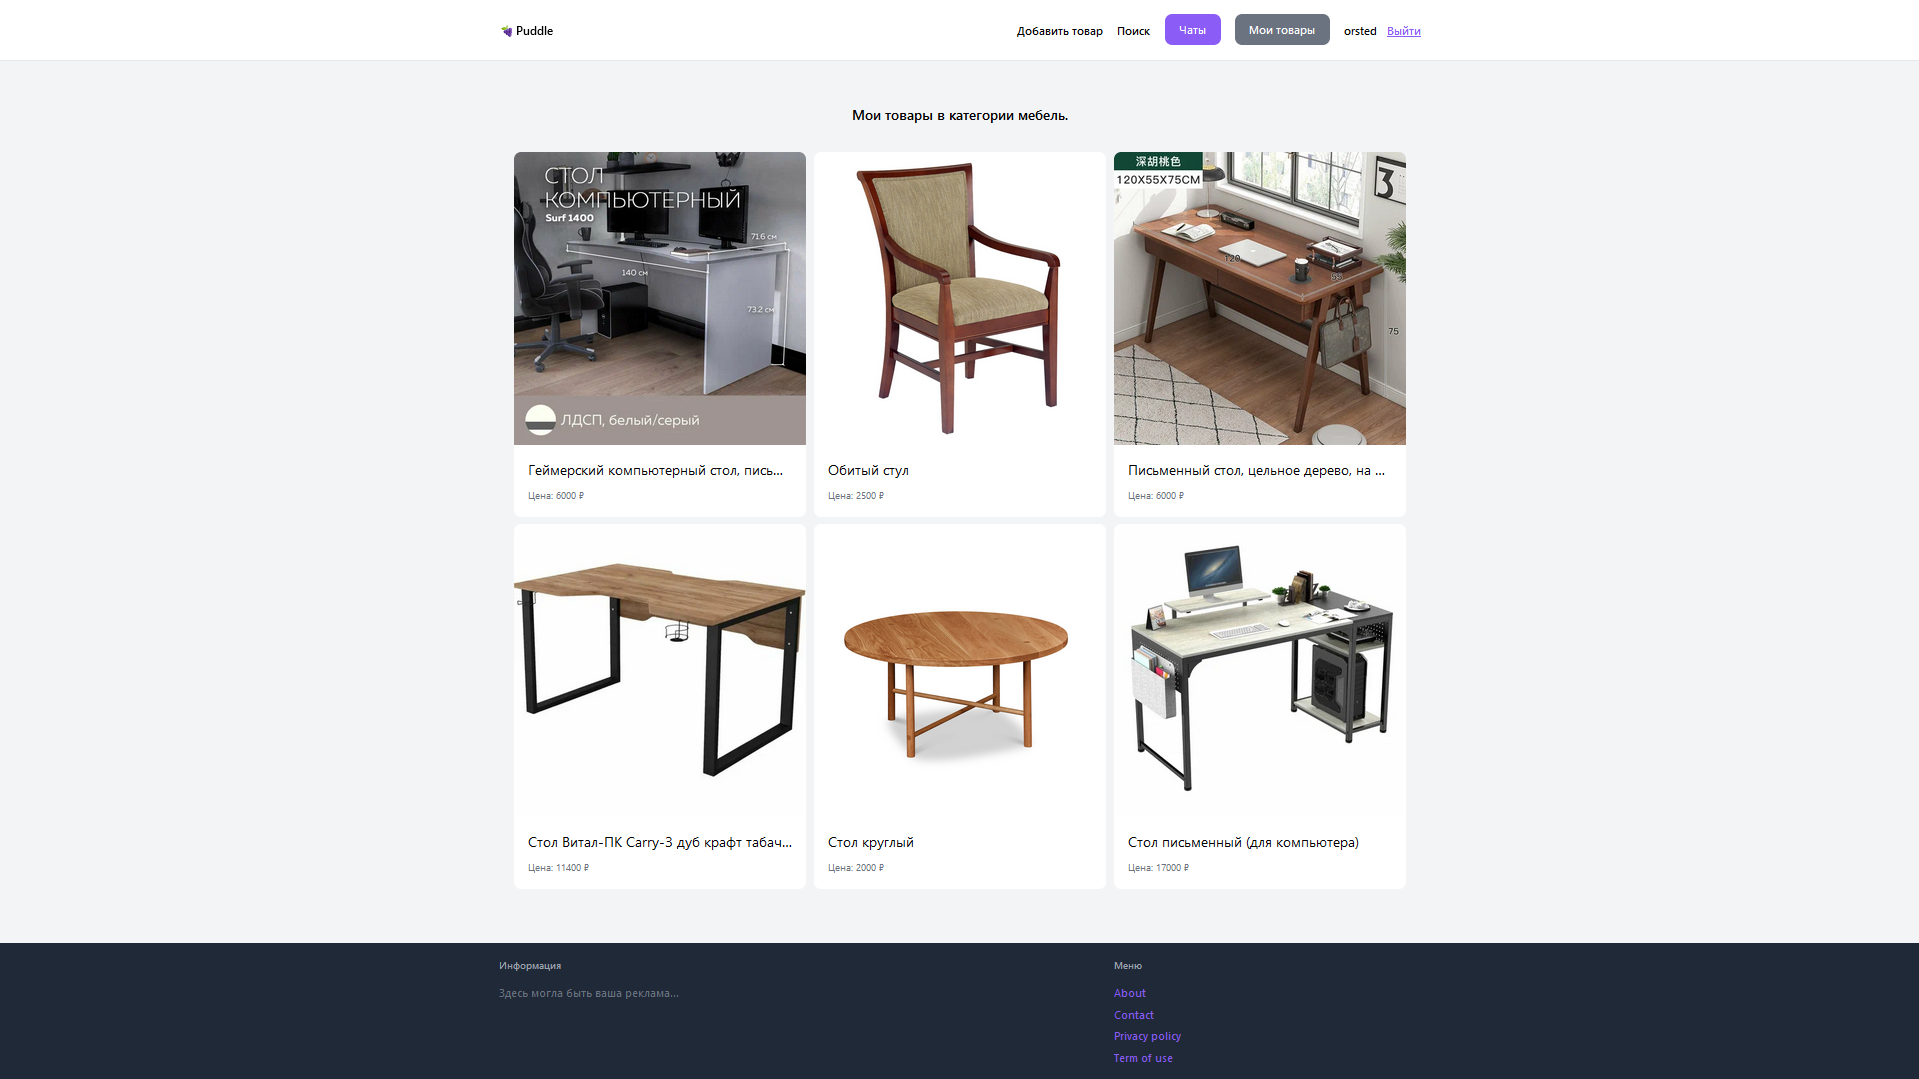 Puddle
Добавить товар
Поиск
Чаты
Мои товары
orsted
Выйти
Мои товары в категории мебель.
СТОЛ
КОМПЬЮТЕРНЫЙ
Surf 1400
71.6 см
140 см
73.2 см
ЛДСП, белый/серый
深胡桃色
120X55X75CM
3
120
55
75
Геймерский компьютерный стол, пись...
Цена: 6000 ₽
Обитый стул
Цена: 2500 ₽
Письменный стол, цельное дерево, на ...
Цена: 6000 ₽
Стол Витал-ПК Carry-3 дуб крафт табач...
Цена: 11400 ₽
Стол круглый
Цена: 2000 ₽
Стол письменный (для компьютера)
Цена: 17000 ₽
Информация
Здесь могла быть ваша реклама...
Меню
About
Contact
Privacy policy
Term of use